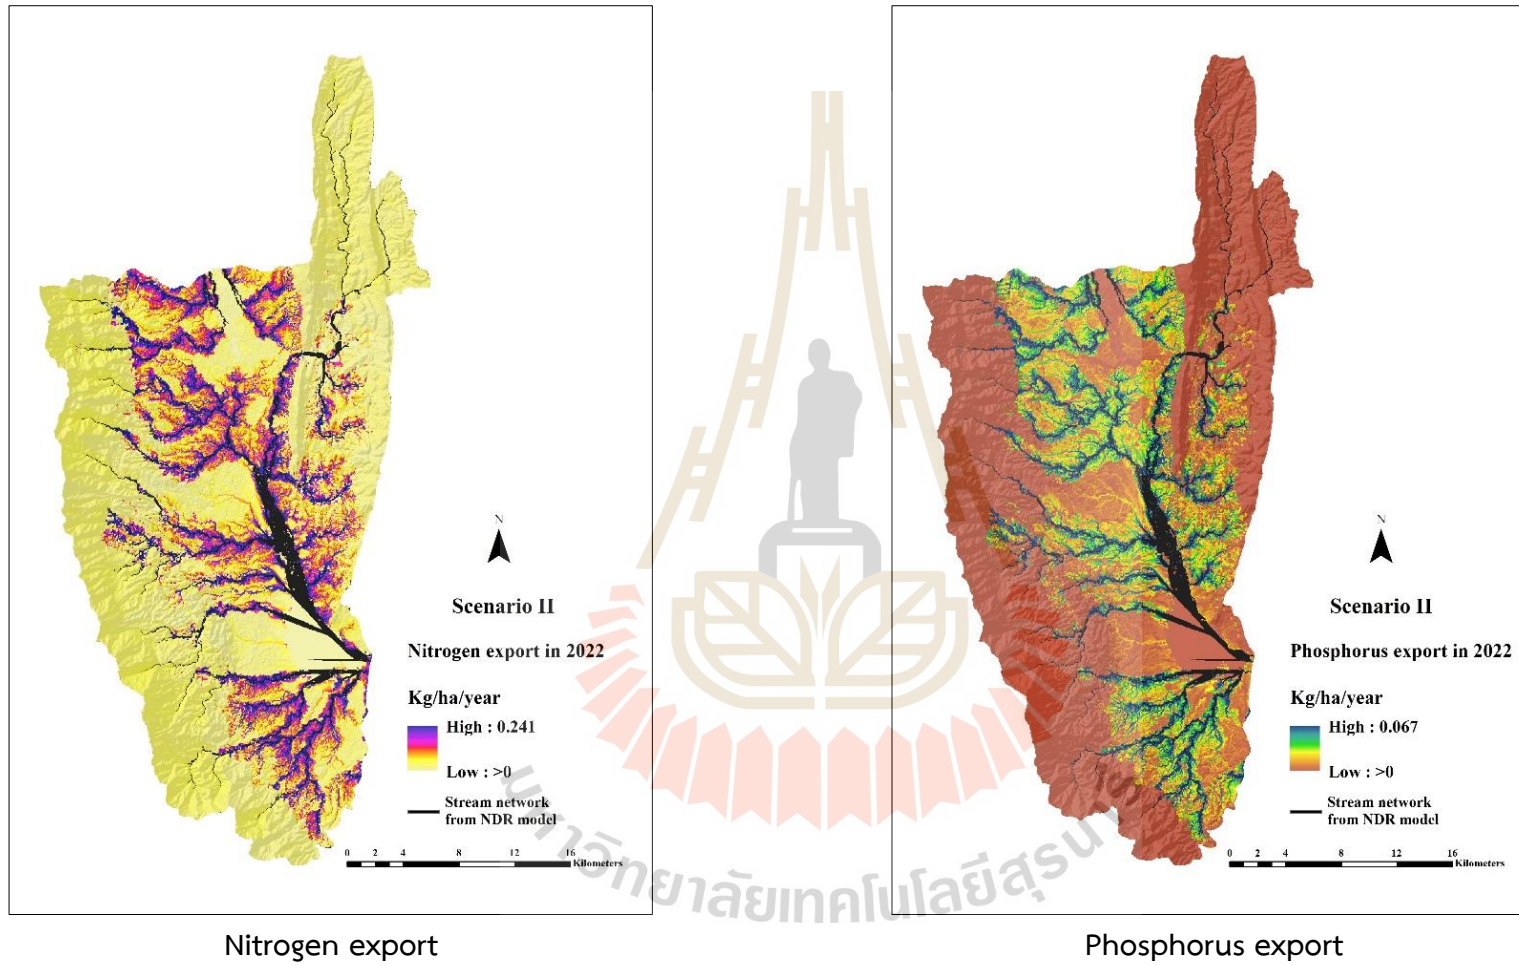 N
Scenario II
Nitrogen export in 2022
Kg/ha/year
High : 0.241
Low : >0
Stream network
from NDR model
0 2 4 8 12 16
Kilometers
Nitrogen export
N
Scenario II
Phosphorus export in 2022
Kg/ha/year
High : 0.067
Low : >0
Stream network
from NDR model
0 2 4 8 12 16
Kilometers
Phosphorus export
มหาวิทยาลัยเทคโนโลยีสุรนารี